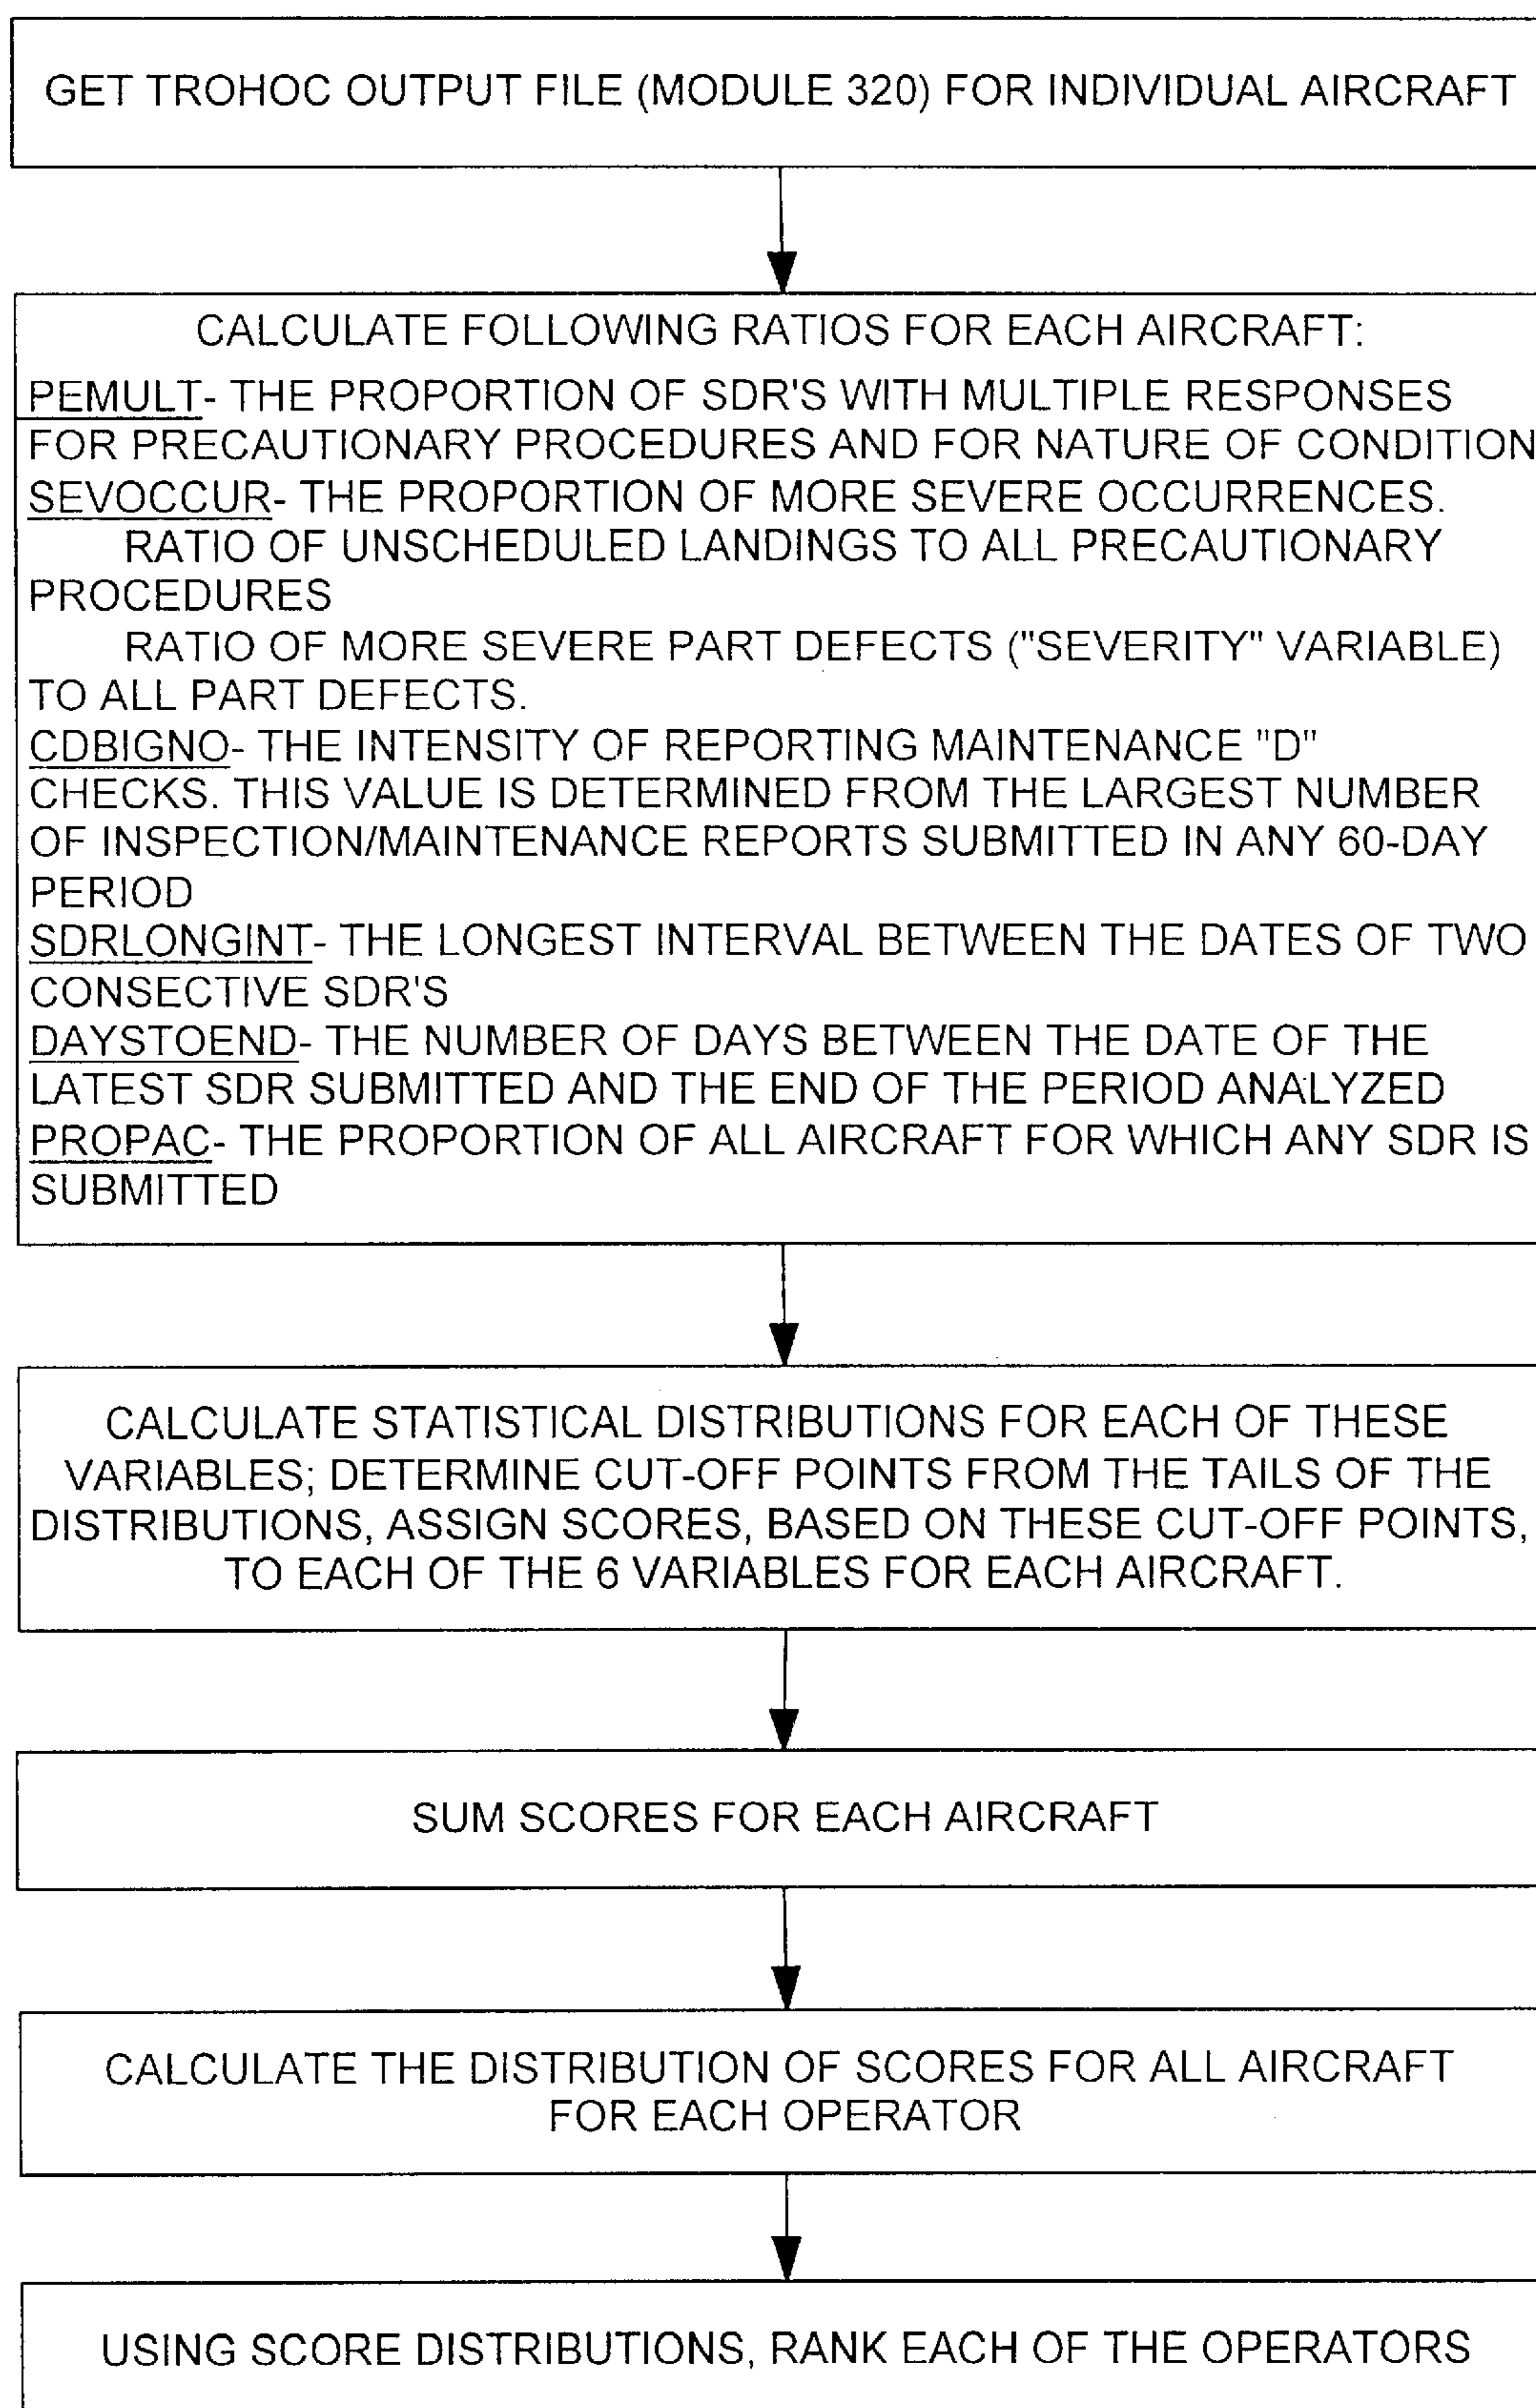 GET TROHOC OUTPUT FILE (MODULE 320) FOR INDIVIDUAL AIRCRAFT
CALCULATE FOLLOWING RATIOS FOR EACH AIRCRAFT:
PEMULT- THE PROPORTION OF SDR'S WITH MULTIPLE RESPONSES
FOR PRECAUTIONARY PROCEDURES AND FOR NATURE OF CONDITION
SEVOCCUR- THE PROPORTION OF MORE SEVERE OCCURRENCES.
RATIO OF UNSCHEDULED LANDINGS TO ALL PRECAUTIONARY
PROCEDURES
RATIO OF MORE SEVERE PART DEFECTS ("SEVERITY" VARIABLE)
TO ALL PART DEFECTS.
CDBIGNO- THE INTENSITY OF REPORTING MAINTENANCE "D"
CHECKS. THIS VALUE IS DETERMINED FROM THE LARGEST NUMBER
OF INSPECTION/MAINTENANCE REPORTS SUBMITTED IN ANY 60-DAY
PERIOD
SDRLONGINT- THE LONGEST INTERVAL BETWEEN THE DATES OF TWO
CONSECTIVE SDR'S
DAYSTOEND- THE NUMBER OF DAYS BETWEEN THE DATE OF THE
LATEST SDR SUBMITTED AND THE END OF THE PERIOD ANALYZED
PROPAC- THE PROPORTION OF ALL AIRCRAFT FOR WHICH ANY SDR IS
SUBMITTED
CALCULATE STATISTICAL DISTRIBUTIONS FOR EACH OF THESE
VARIABLES; DETERMINE CUT-OFF POINTS FROM THE TAILS OF THE
DISTRIBUTIONS, ASSIGN SCORES, BASED ON THESE CUT-OFF POINTS,
TO EACH OF THE 6 VARIABLES FOR EACH AIRCRAFT.
SUM SCORES FOR EACH AIRCRAFT
CALCULATE THE DISTRIBUTION OF SCORES FOR ALL AIRCRAFT
FOR EACH OPERATOR
USING SCORE DISTRIBUTIONS, RANK EACH OF THE OPERATORS